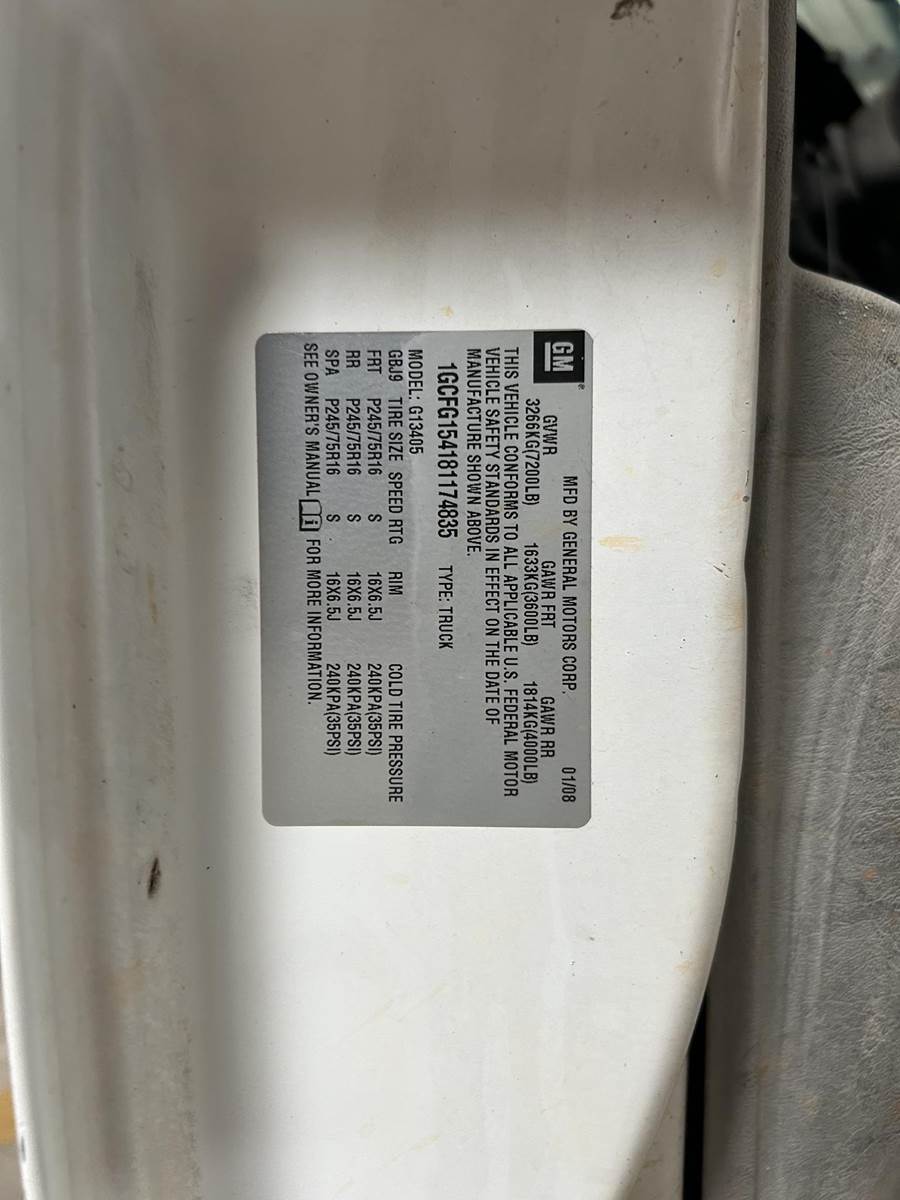 GM®
MFD BY GENERAL MOTORS CORP. 01/08
GVWR GAWR FRT GAWR RR
3266KG(7200LB) 1633KG(3600LB) 1814KG(4000LB)
THIS VEHICLE CONFORMS TO ALL APPLICABLE U.S. FEDERAL MOTOR
VEHICLE SAFETY STANDARDS IN EFFECT ON THE DATE OF
MANUFACTURE SHOWN ABOVE.
1GCFG154181174835 TYPE: TRUCK
MODEL: G13405
GBJ9 TIRE SIZE SPEED RTG RIM COLD TIRE PRESSURE
FRT P245/75R16 S 16X6.5J 240KPA(35PSI)
RR P245/75R16 S 16X6.5J 240KPA(35PSI)
SPA P245/75R16 S 16X6.5J 240KPA(35PSI)
SEE OWNER'S MANUAL i FOR MORE INFORMATION.